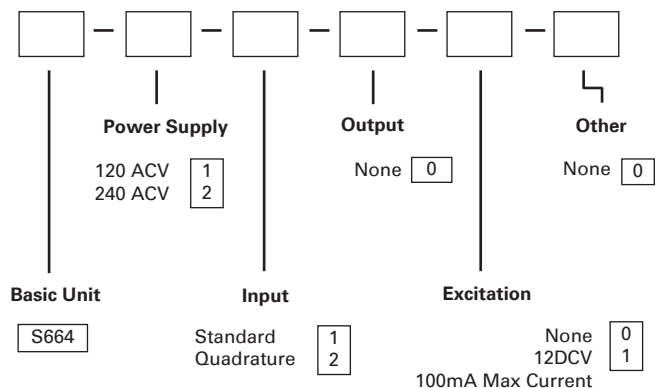 Power Supply
120 ACV 1
240 ACV 2
Output
None 0
Other
None 0
Basic Unit
S664
Input
Standard 1
Quadrature 2
Excitation
None 0
12DCV 1
100mA Max Current